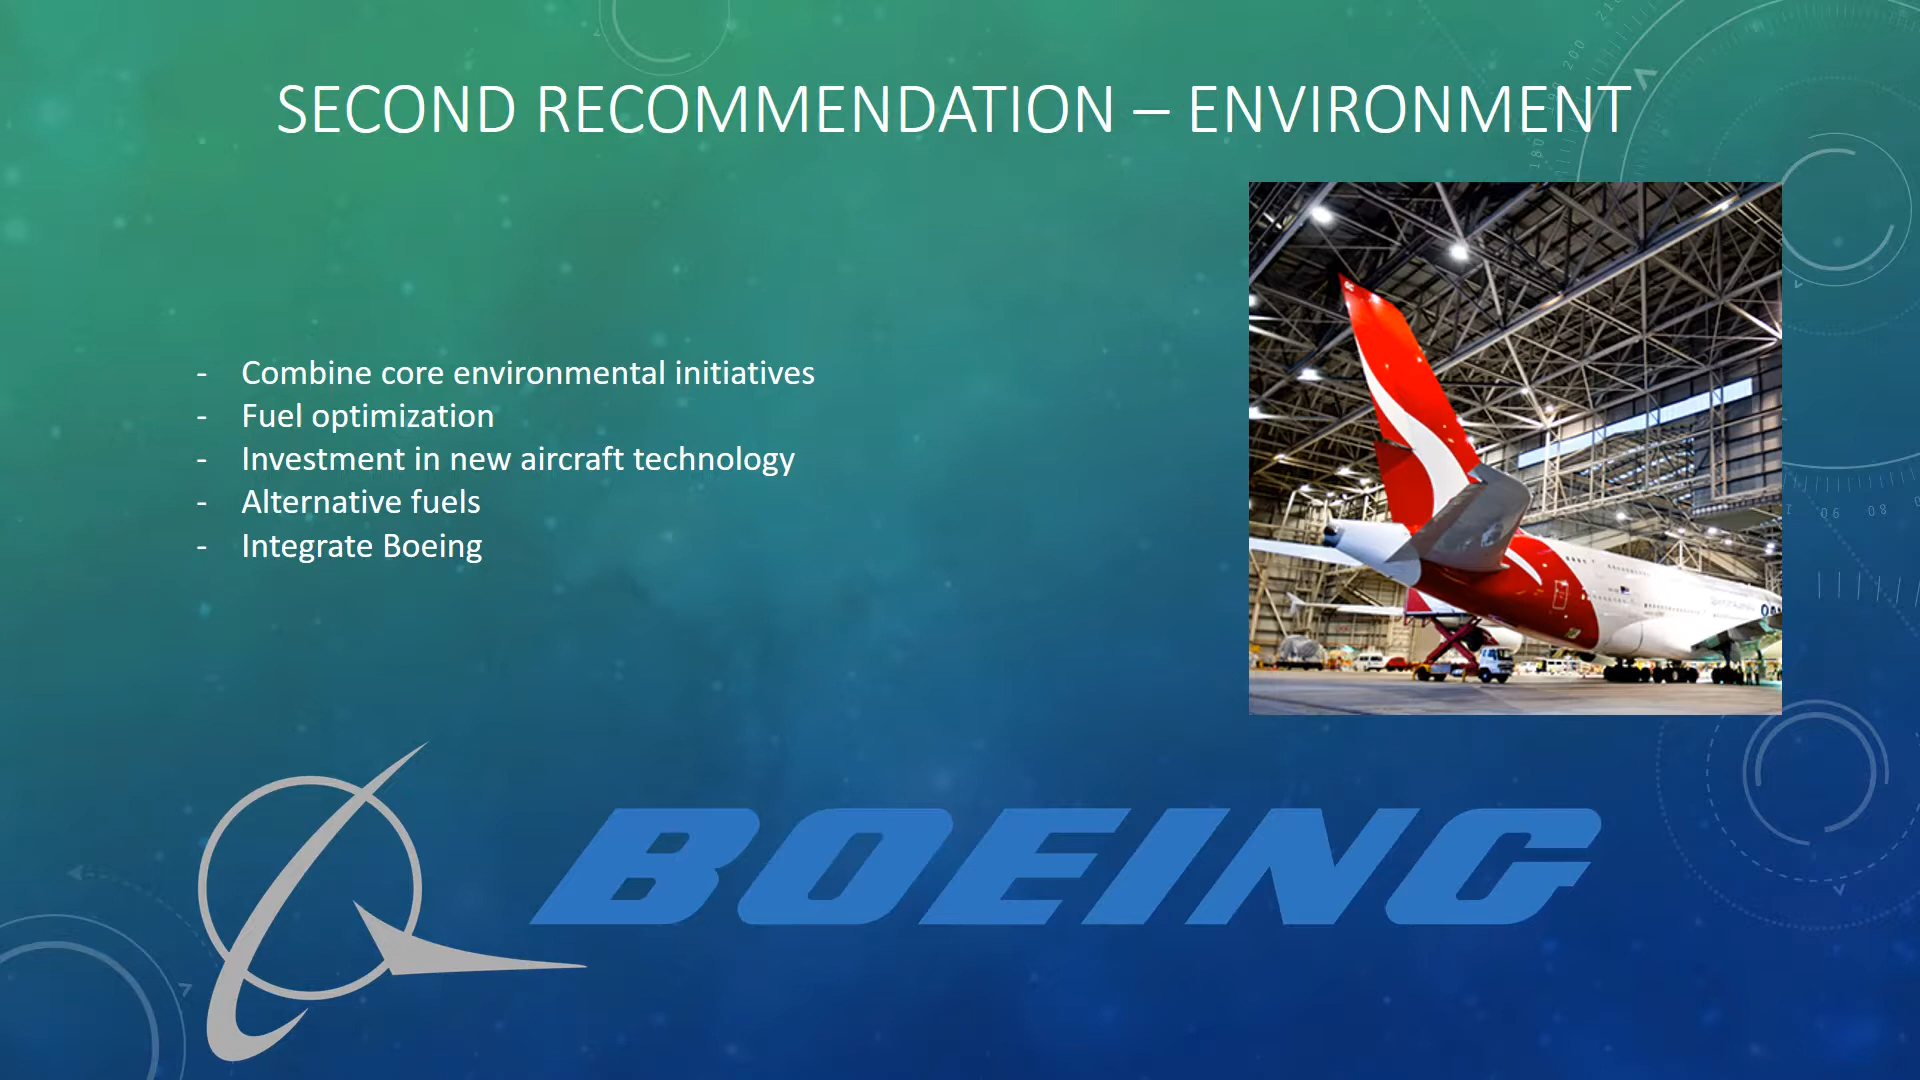 SECOND RECOMMENDATION – ENVIRONMENT
- Combine core environmental initiatives
- Fuel optimization
- Investment in new aircraft technology
- Alternative fuels
- Integrate Boeing
BOEING